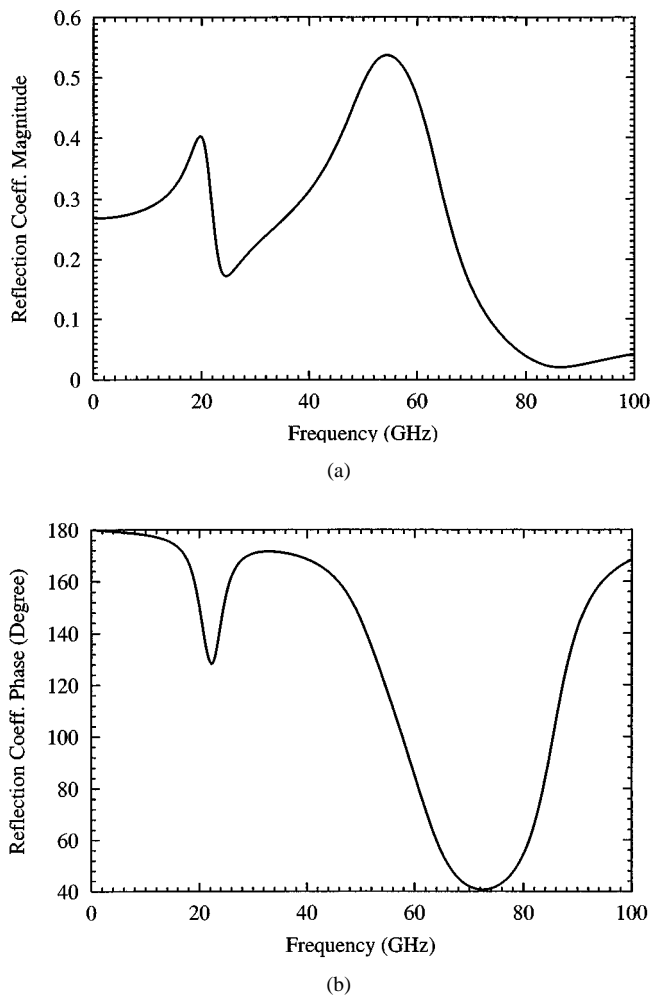 0.6
0.5
0.4
0.3
0.2
0.1
0
Reflection Coeff. Magnitude
0 20 40 60 80 100
Frequency (GHz)
(a)
180
160
140
120
100
80
60
40
Reflection Coeff. Phase (Degree)
0 20 40 60 80 100
Frequency (GHz)
(b)